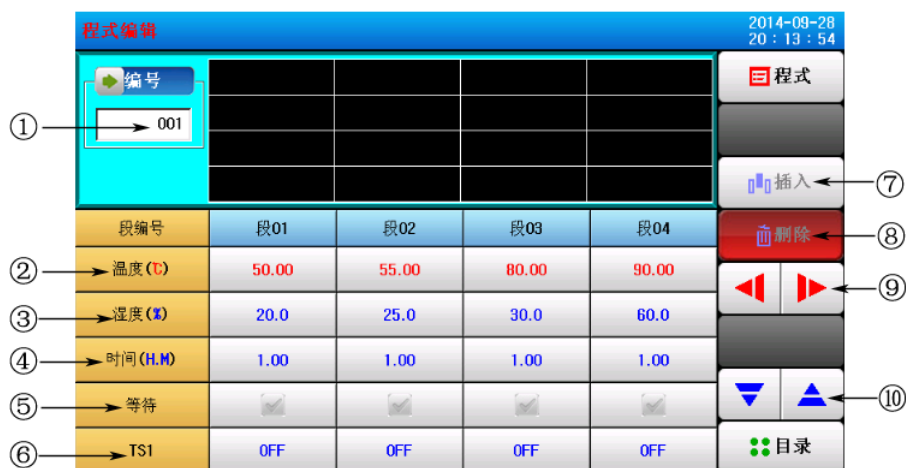 程式编辑
2014-09-28
20:13:54
编号
001
程式
插入
删除
段编号 段01 段02 段03 段04
温度(℃) 50.00 55.00 80.00 90.00
湿度(%) 20.0 25.0 30.0 60.0
时间(H.M) 1.00 1.00 1.00 1.00
等待
TS1 OFF OFF OFF OFF
目录
①
②
③
④
⑤
⑥
⑦
⑧
⑨
⑩